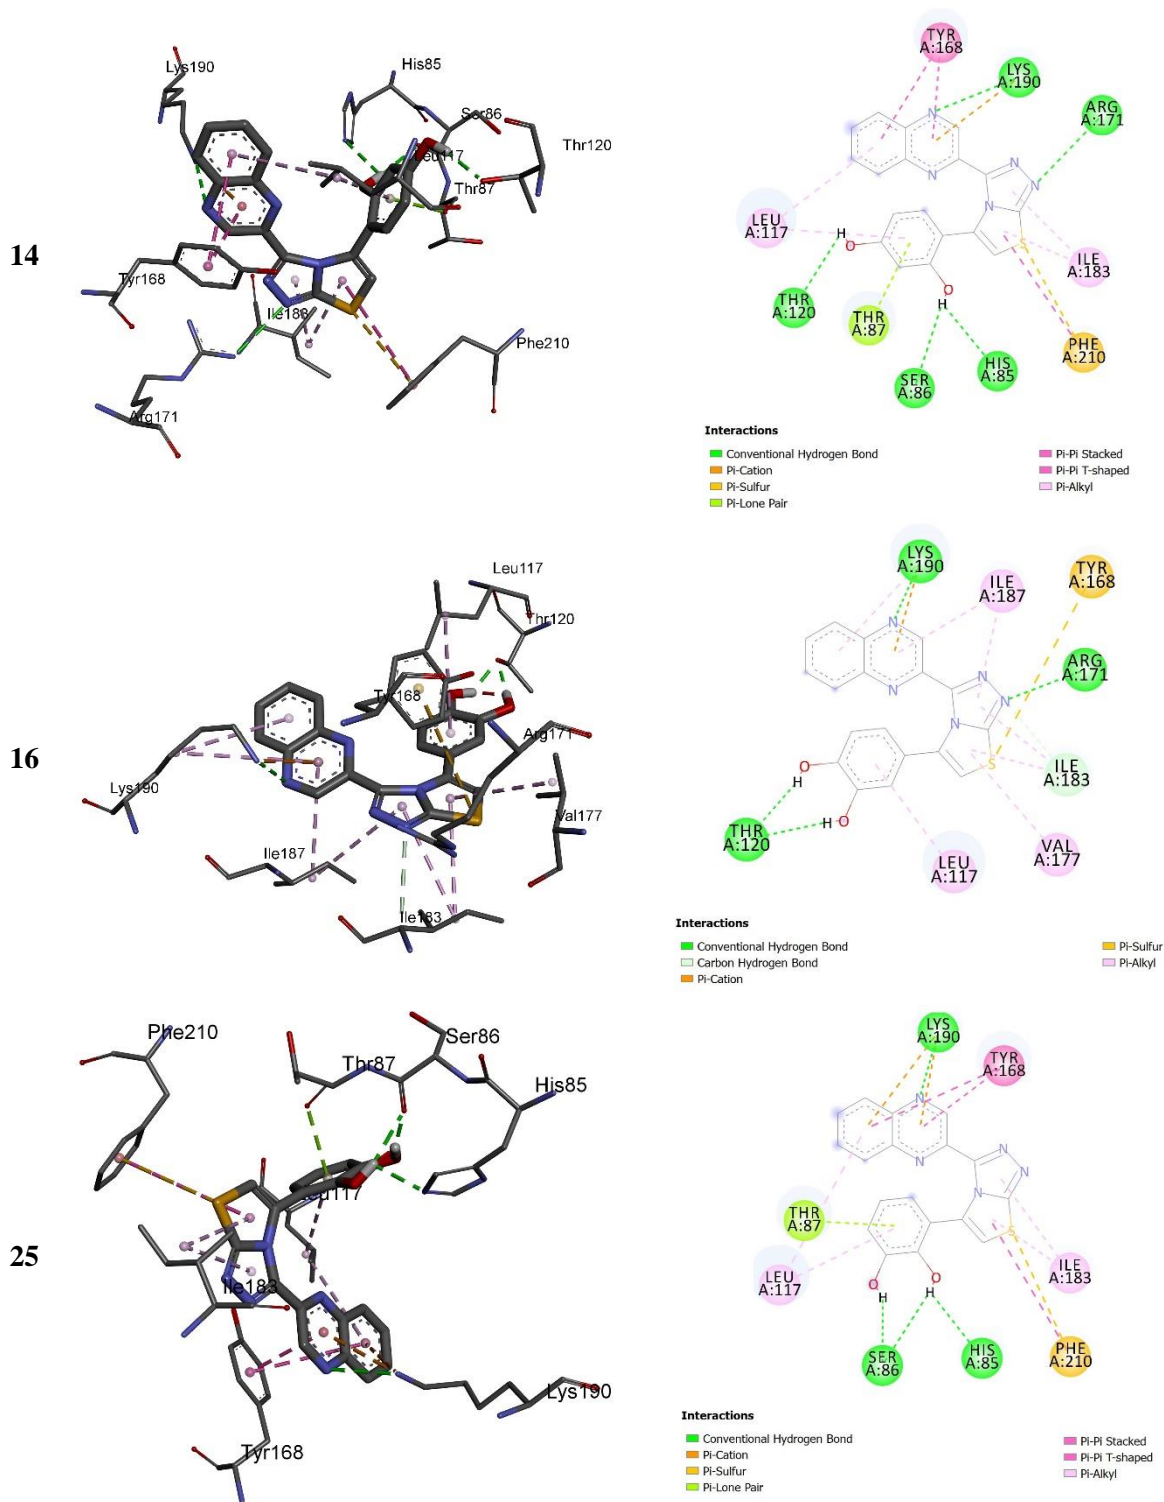 14
Lys190
His85
Ser86
Thr120
Leu117
Thr87
Tyr168
Ile183
Phe210
Arg171
TYR
A:168
LYS
A:190
ARG
A:171
N
N
N
N
N
S
LEU
A:117
H
O
O
H
ILE
A:183
THR
A:120
THR
A:87
PHE
A:210
SER
A:86
HIS
A:85
Interactions
Conventional Hydrogen Bond
Pi-Cation
Pi-Sulfur
Pi-Lone Pair
Pi-Pi Stacked
Pi-Pi T-shaped
Pi-Alkyl
16
Leu117
Thr120
Tyr168
Arg171
Lys190
Val177
Ile187
Ile183
LYS
A:190
ILE
A:187
TYR
A:168
ARG
A:171
N
N
N
N
N
S
ILE
A:183
O
H
H
O
THR
A:120
LEU
A:117
VAL
A:177
Interactions
Conventional Hydrogen Bond
Carbon Hydrogen Bond
Pi-Cation
Pi-Sulfur
Pi-Alkyl
25
Phe210
Ser86
Thr87
His85
Leu117
Ile183
Lys190
Tyr168
LYS
A:190
TYR
A:168
N
N
N
N
N
S
THR
A:87
LEU
A:117
ILE
A:183
O
O
H
H
SER
A:86
HIS
A:85
PHE
A:210
Interactions
Conventional Hydrogen Bond
Pi-Cation
Pi-Sulfur
Pi-Lone Pair
Pi-Pi Stacked
Pi-Pi T-shaped
Pi-Alkyl